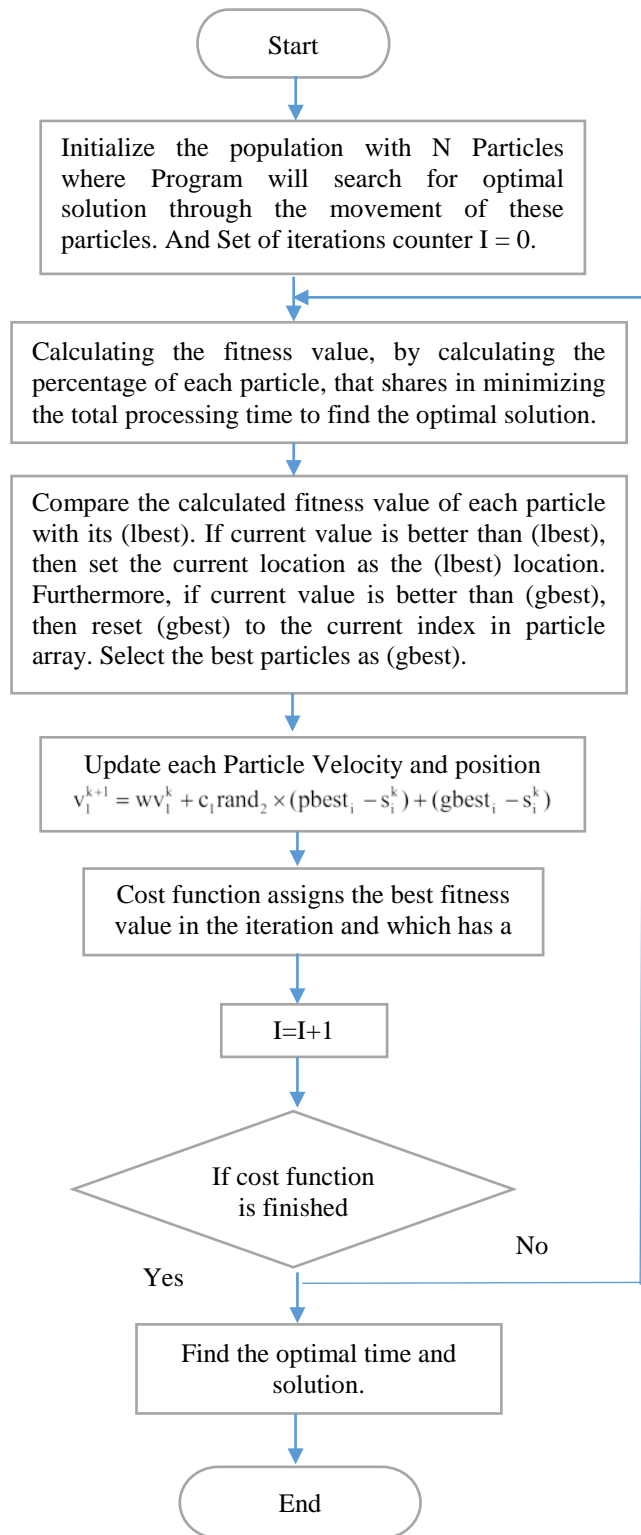 Start
Initialize the population with N Particles
where Program will search for optimal
solution through the movement of these
particles. And Set of iterations counter I = 0.
Calculating the fitness value, by calculating the
percentage of each particle, that shares in minimizing
the total processing time to find the optimal solution.
Compare the calculated fitness value of each particle
with its (lbest). If current value is better than (lbest),
then set the current location as the (lbest) location.
Furthermore, if current value is better than (gbest),
then reset (gbest) to the current index in particle
array. Select the best particles as (gbest).
Update each Particle Velocity and position
v_1^{k+1} = wv_1^k + c_1rand_2 × (pbest_i − s_i^k) + (gbest_i − s_i^k)
Cost function assigns the best fitness
value in the iteration and which has a
I=I+1
If cost function
is finished
No
Yes
Find the optimal time and
solution.
End